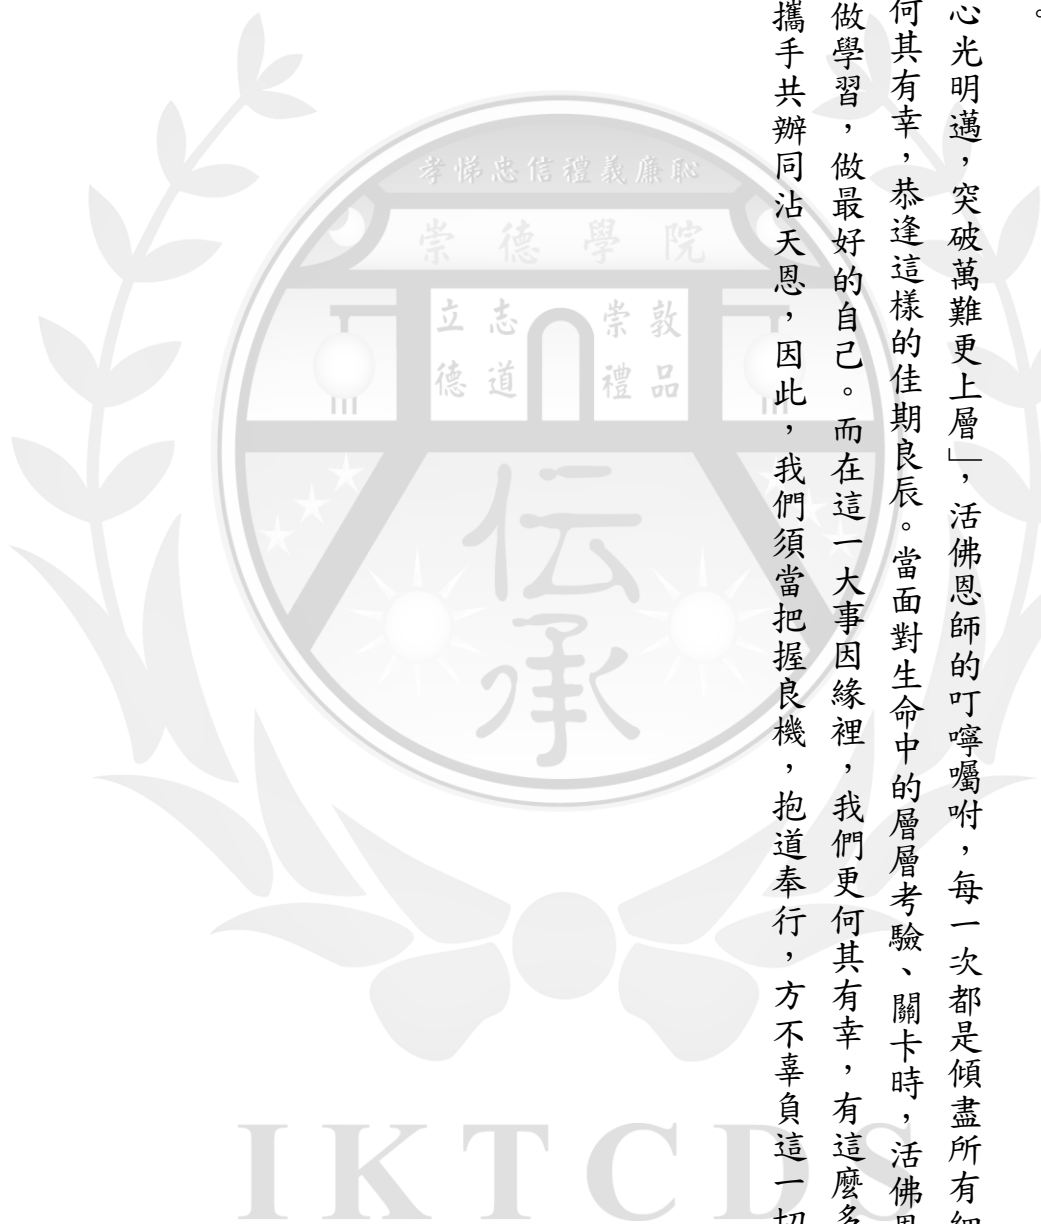 。
心光明邁，突破萬難更上層」，活佛恩師的叮嚀囑咐，每一次都是傾盡所有
何其有幸，恭逢這樣的佳期良辰。當面對生命中的層層考驗、關卡時，活佛
做學習，做最好的自己。而在這一大事因緣裡，我們更何其有幸，有這麼多
攜手共辦同沾天恩，因此，我們須當把握良機，抱道奉行，方不辜負這一切
孝悌忠信禮義廉恥
崇德學院
立志 崇敦
德道 禮品
伝承
IKTCDS